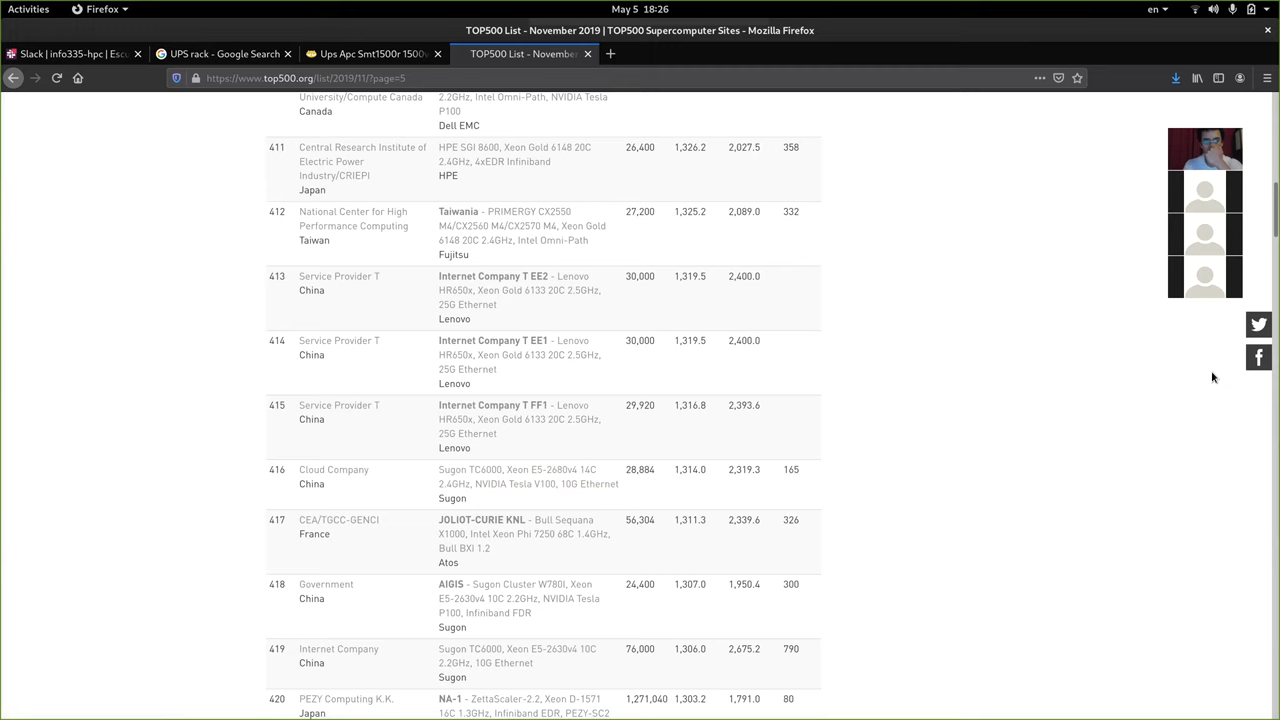 Activities
Firefox
May 5 18:26
en
TOP500 List - November 2019 | TOP500 Supercomputer Sites - Mozilla Firefox
Slack | info335-hpc | Escu
UPS rack - Google Search
Ups Apc Smt1500r 1500v
TOP500 List - November
https://www.top500.org/list/2019/11/?page=5
University/Compute Canada
2.2GHz, Intel Omni-Path, NVIDIA Tesla
Canada
P100
Dell EMC
411
Central Research Institute of
Electric Power
Industry/CRIEPI
Japan
HPE SGI 8600, Xeon Gold 6148 20C
2.4GHz, 4xEDR Infiniband
HPE
26,400 1,326.2 2,027.5 358
412
National Center for High
Performance Computing
Taiwan
Taiwania - PRIMERGY CX2550
M4/CX2560 M4/CX2570 M4, Xeon Gold
6148 20C 2.4GHz, Intel Omni-Path
Fujitsu
27,200 1,325.2 2,089.0 332
413
Service Provider T
China
Internet Company T EE2 - Lenovo
HR650x, Xeon Gold 6133 20C 2.5GHz,
25G Ethernet
Lenovo
30,000 1,319.5 2,400.0
414
Service Provider T
China
Internet Company T EE1 - Lenovo
HR650x, Xeon Gold 6133 20C 2.5GHz,
25G Ethernet
Lenovo
30,000 1,319.5 2,400.0
415
Service Provider T
China
Internet Company T FF1 - Lenovo
HR650x, Xeon Gold 6133 20C 2.5GHz,
25G Ethernet
Lenovo
29,920 1,316.8 2,393.6
416
Cloud Company
China
Sugon TC6000, Xeon E5-2680v4 14C
2.4GHz, NVIDIA Tesla V100, 10G Ethernet
Sugon
28,884 1,314.0 2,319.3 165
417
CEA/TGCC-GENCI
France
JOLIOT-CURIE KNL - Bull Sequana
X1000, Intel Xeon Phi 7250 68C 1.4GHz,
Bull BXI 1.2
Atos
56,304 1,311.3 2,339.6 326
418
Government
China
AIGIS - Sugon Cluster W780I, Xeon
E5-2630v4 10C 2.2GHz, NVIDIA Tesla
P100, Infiniband FDR
Sugon
24,400 1,307.0 1,950.4 300
419
Internet Company
China
Sugon TC6000, Xeon E5-2630v4 10C
2.2GHz, 10G Ethernet
Sugon
76,000 1,306.0 2,675.2 790
420
PEZY Computing K.K.
Japan
NA-1 - ZettaScaler-2.2, Xeon D-1571
16C 1.3GHz, Infiniband EDR, PEZY-SC2
1,271,040 1,303.2 1,791.0 80